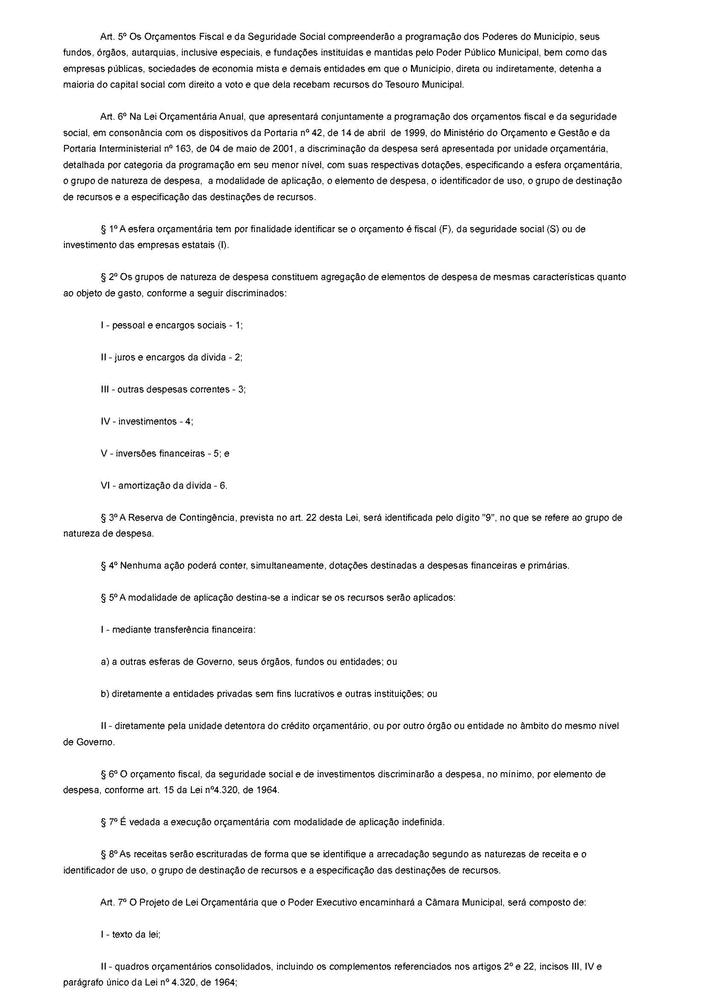 Art. 5º Os Orçamentos Fiscal e da Seguridade Social compreenderão a programação dos Poderes do Município, seus
fundos, órgãos, autarquias, inclusive especiais, e fundações instituídas e mantidas pelo Poder Público Municipal, bem como das
empresas públicas, sociedades de economia mista e demais entidades em que o Município, direta ou indiretamente, detenha a
maioria do capital social com direito a voto e que dela recebam recursos do Tesouro Municipal.
Art. 6º Na Lei Orçamentária Anual, que apresentará conjuntamente a programação dos orçamentos fiscal e da seguridade
social, em consonância com os dispositivos da Portaria nº 42, de 14 de abril de 1999, do Ministério do Orçamento e Gestão e da
Portaria Interministerial nº 163, de 04 de maio de 2001, a discriminação da despesa será apresentada por unidade orçamentária,
detalhada por categoria da programação em seu menor nível, com suas respectivas dotações, especificando a esfera orçamentária,
o grupo de natureza de despesa, a modalidade de aplicação, o elemento de despesa, o identificador de uso, o grupo de destinação
de recursos e a especificação das destinações de recursos.
§ 1º A esfera orçamentária tem por finalidade identificar se o orçamento é fiscal (F), da seguridade social (S) ou de
investimento das empresas estatais (I).
§ 2º Os grupos de natureza de despesa constituem agregação de elementos de despesa de mesmas características quanto
ao objeto de gasto, conforme a seguir discriminados:
I - pessoal e encargos sociais - 1;
II - juros e encargos da dívida - 2;
III - outras despesas correntes - 3;
IV - investimentos - 4;
V - inversões financeiras - 5; e
VI - amortização da dívida - 6.
§ 3º A Reserva de Contingência, prevista no art. 22 desta Lei, será identificada pelo dígito "9", no que se refere ao grupo de
natureza de despesa.
§ 4º Nenhuma ação poderá conter, simultaneamente, dotações destinadas a despesas financeiras e primárias.
§ 5º A modalidade de aplicação destina-se a indicar se os recursos serão aplicados:
I - mediante transferência financeira:
a) a outras esferas de Governo, seus órgãos, fundos ou entidades; ou
b) diretamente a entidades privadas sem fins lucrativos e outras instituições; ou
II - diretamente pela unidade detentora do crédito orçamentário, ou por outro órgão ou entidade no âmbito do mesmo nível
de Governo.
§ 6º O orçamento fiscal, da seguridade social e de investimentos discriminarão a despesa, no mínimo, por elemento de
despesa, conforme art. 15 da Lei nº4.320, de 1964.
§ 7º É vedada a execução orçamentária com modalidade de aplicação indefinida.
§ 8º As receitas serão escrituradas de forma que se identifique a arrecadação segundo as naturezas de receita e o
identificador de uso, o grupo de destinação de recursos e a especificação das destinações de recursos.
Art. 7º O Projeto de Lei Orçamentária que o Poder Executivo encaminhará a Câmara Municipal, será composto de:
I - texto da lei;
II - quadros orçamentários consolidados, incluindo os complementos referenciados nos artigos 2º e 22, incisos III, IV e
parágrafo único da Lei nº 4.320, de 1964;